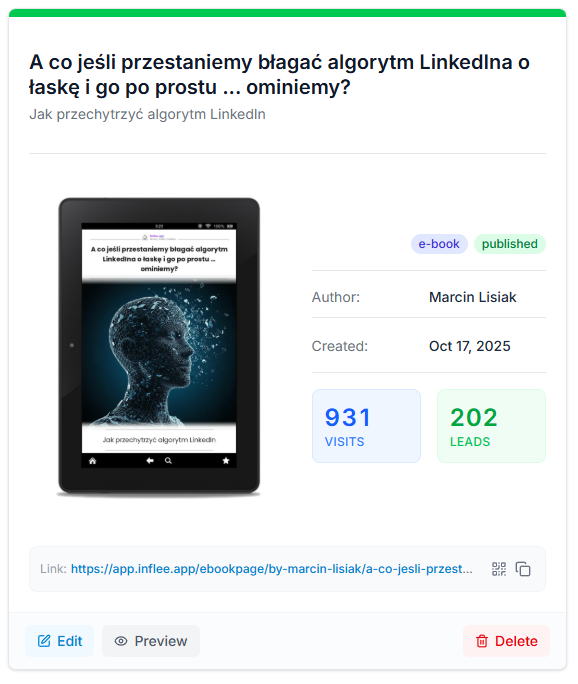 A co jeśli przestaniemy błagać algorytm LinkedIna o
łaskę i go po prostu ... ominiemy?
Jak przechytrzyć algorytm LinkedIn
A co jeśli przestaniemy błagać algorytm
LinkedIna o łaskę i go po prostu ...
ominiemy?
Jak przechytrzyć algorytm LinkedIn
e-book published
Author: Marcin Lisiak
Created: Oct 17, 2025
931
VISITS
202
LEADS
Link: https://app.inflee.app/ebookpage/by-marcin-lisiak/a-co-jesli-przest...
Edit Preview Delete